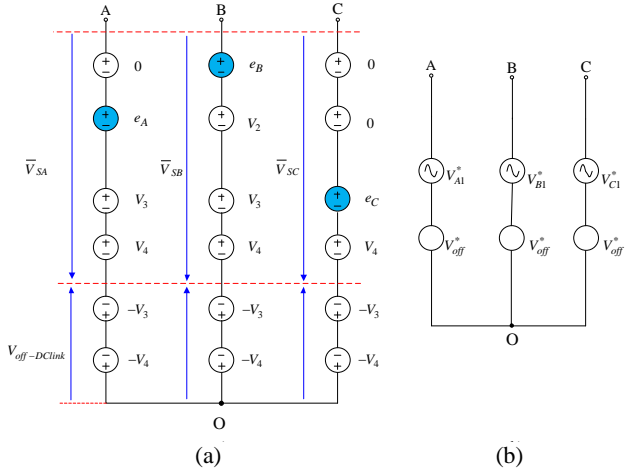 A B C
0 e_B 0
e_A V_2 0
V̅_SA V̅_SB V̅_SC
V_3 V_3 e_C
V_4 V_4 V_4
−V_3 −V_3 −V_3
V_off−DClink
−V_4 −V_4 −V_4
O
(a)
A B C
V*_A1 V*_B1 V*_C1
V*_off V*_off V*_off
O
(b)